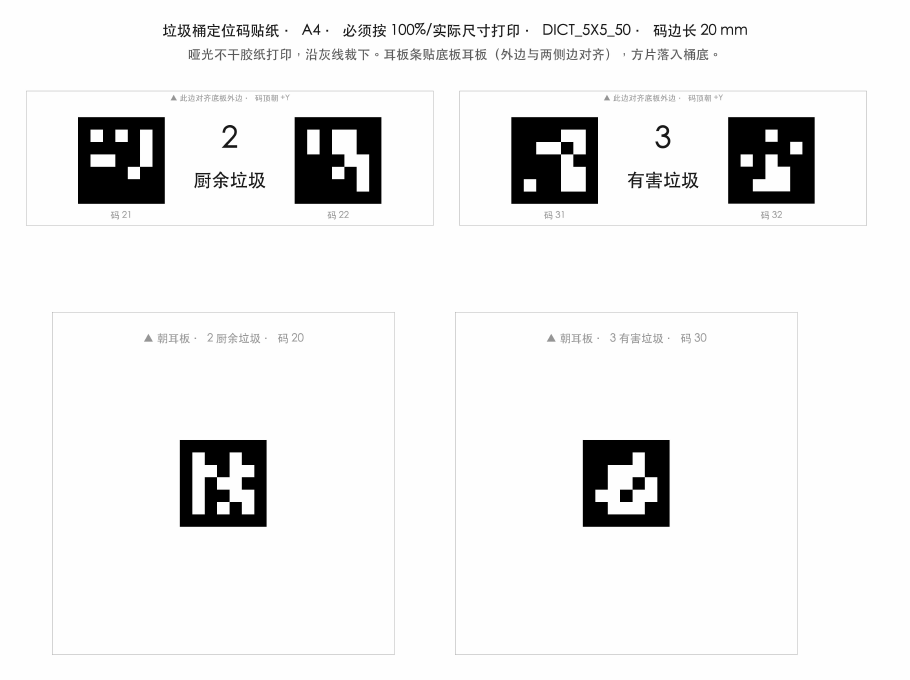 垃圾桶定位码贴纸 · A4 · 必须按 100%/实际尺寸打印 · DICT_5X5_50 · 码边长 20 mm
哑光不干胶纸打印，沿灰线裁下。耳板条贴底板耳板（外边与两侧边对齐），方片落入桶底。
▲ 此边对齐底板外边 · 码顶朝 +Y
2
厨余垃圾
码 21
码 22
▲ 此边对齐底板外边 · 码顶朝 +Y
3
有害垃圾
码 31
码 32
▲ 朝耳板 · 2 厨余垃圾 · 码 20
▲ 朝耳板 · 3 有害垃圾 · 码 30